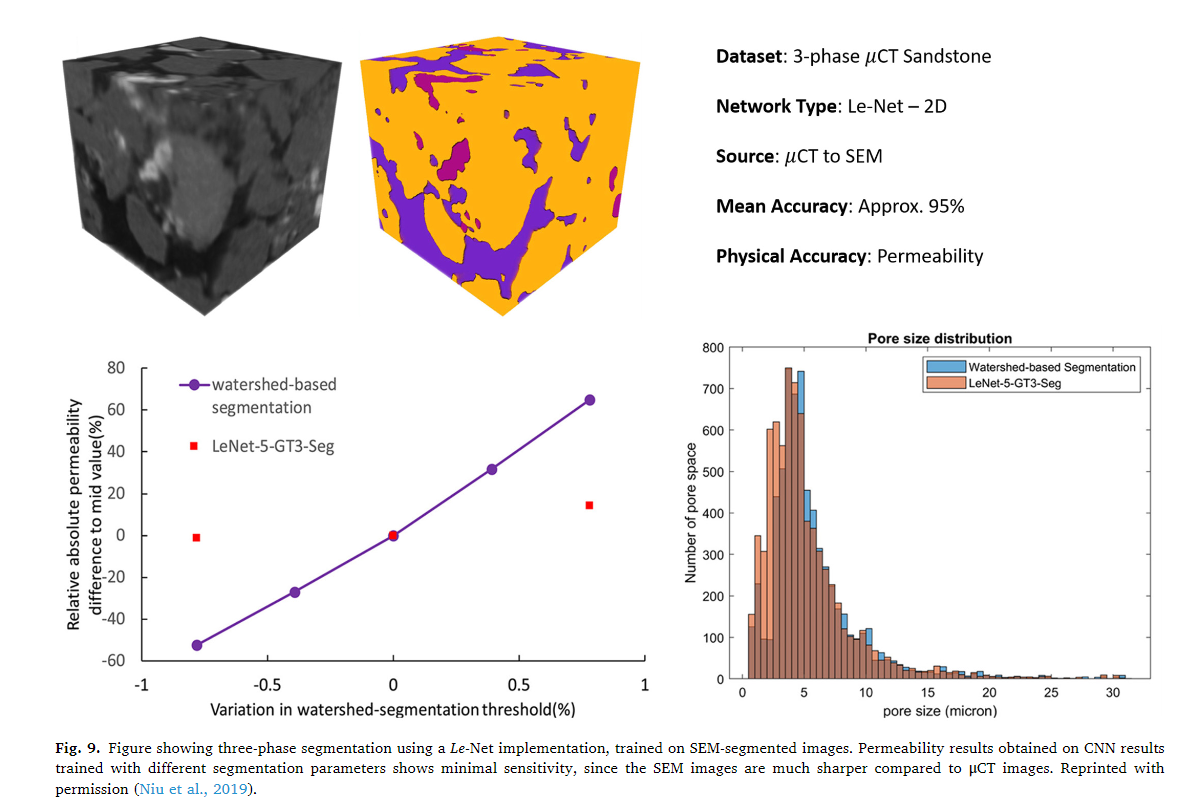 Dataset: 3-phase μCT Sandstone
Network Type: Le-Net – 2D
Source: μCT to SEM
Mean Accuracy: Approx. 95%
Physical Accuracy: Permeability
80
60
40
20
0
-20
-40
-60
-1
-0.5
0
0.5
1
Relative absolute permeability
difference to mid value(%)
watershed-based
segmentation
LeNet-5-GT3-Seg
Variation in watershed-segmentation threshold(%)
Pore size distribution
800
700
600
500
400
300
200
100
0
0
5
10
15
20
25
30
Number of pore space
Watershed-based Segmentation
LeNet-5-GT3-Seg
pore size (micron)
Fig. 9. Figure showing three-phase segmentation using a Le-Net implementation, trained on SEM-segmented images. Permeability results obtained on CNN results
trained with different segmentation parameters shows minimal sensitivity, since the SEM images are much sharper compared to μCT images. Reprinted with
permission (Niu et al., 2019).